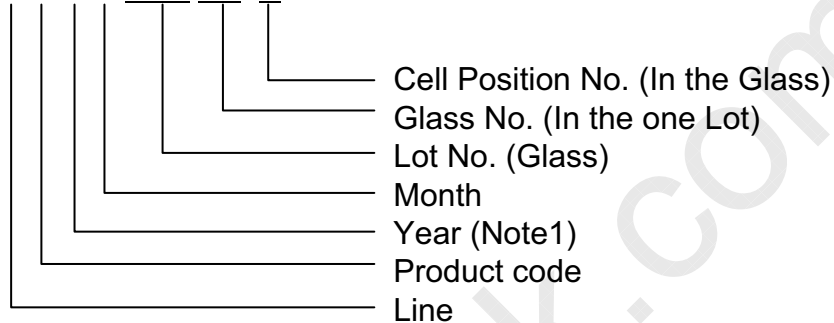 Cell Position No. (In the Glass)
Glass No. (In the one Lot)
Lot No. (Glass)
Month
Year (Note1)
Product code
Line